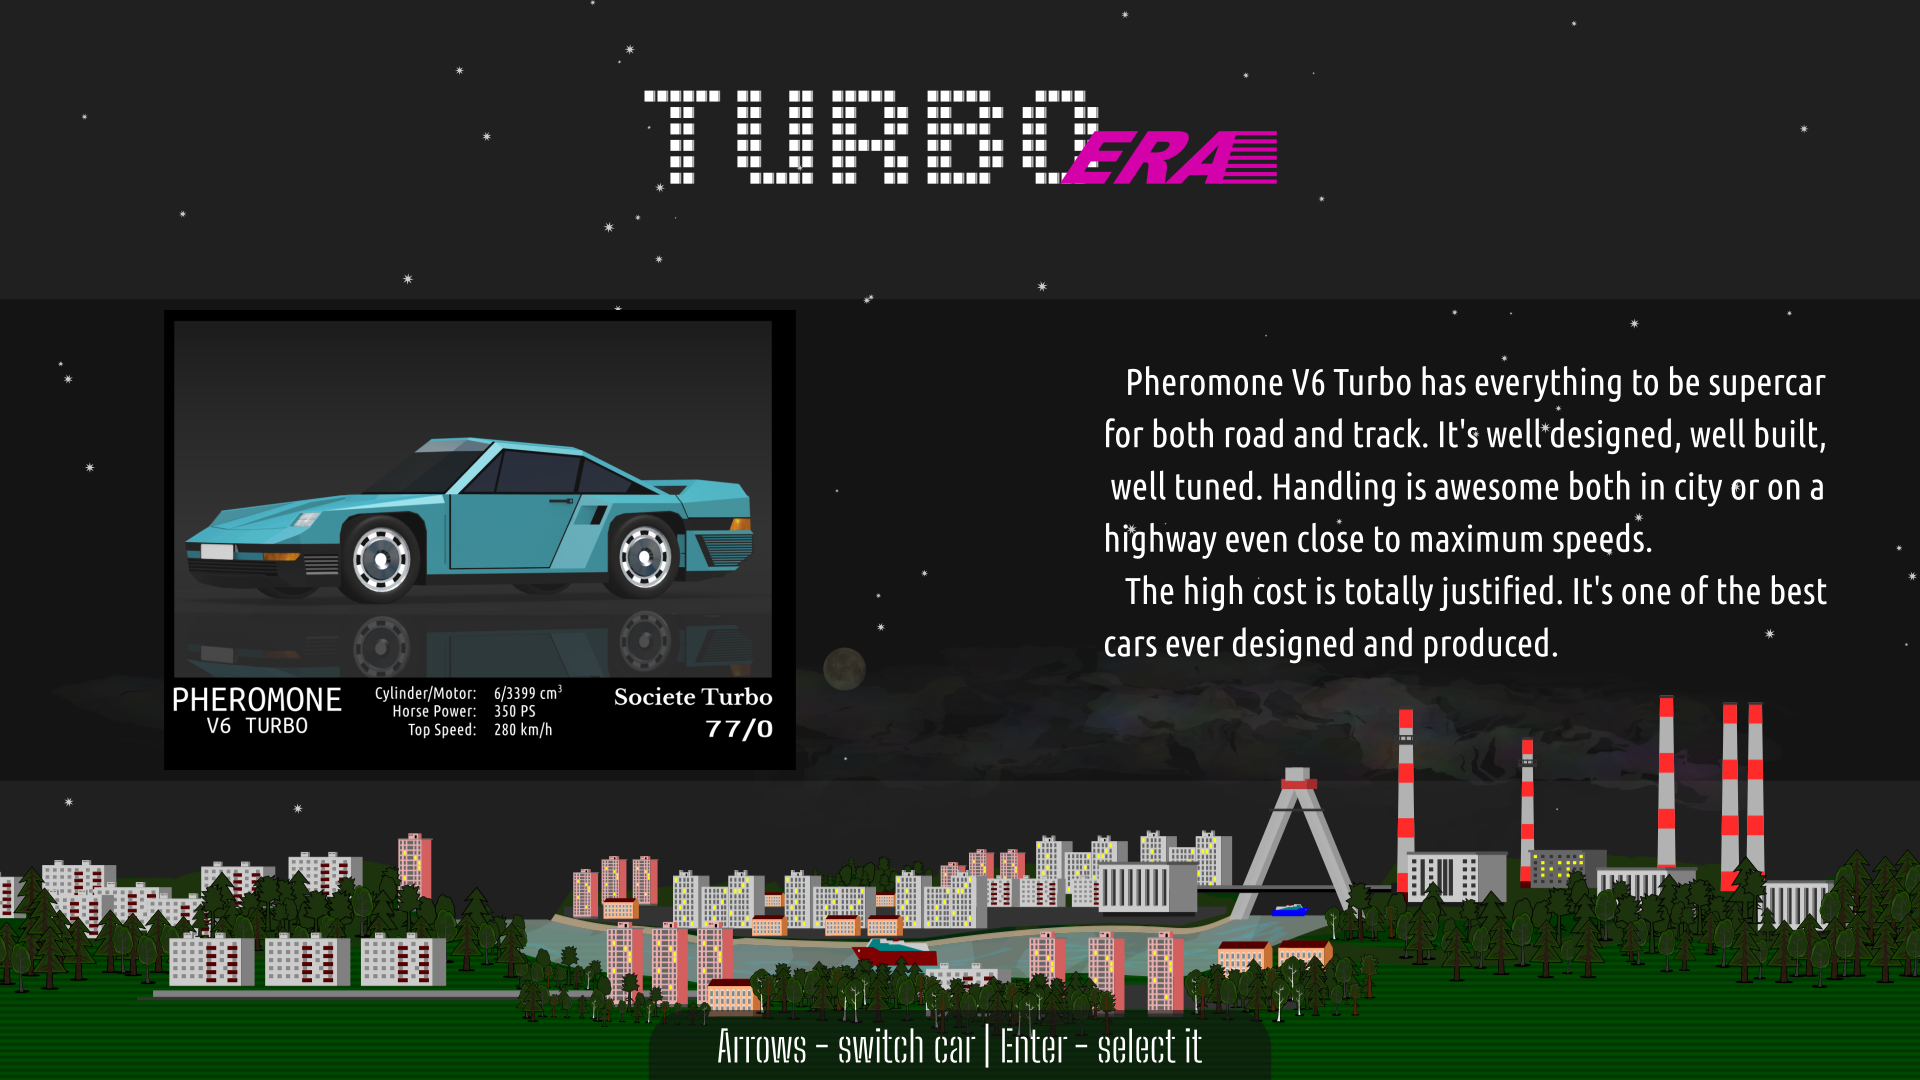 TURBO ERA
Pheromone V6 Turbo has everything to be supercar
for both road and track. It's well designed, well built,
well tuned. Handling is awesome both in city or on a
highway even close to maximum speeds.
The high cost is totally justified. It's one of the best
cars ever designed and produced.
PHEROMONE
V6 TURBO
Cylinder/Motor: 6/3399 cm³
Horse Power: 350 PS
Top Speed: 280 km/h
Societe Turbo
77/0
Arrows - switch car | Enter - select it